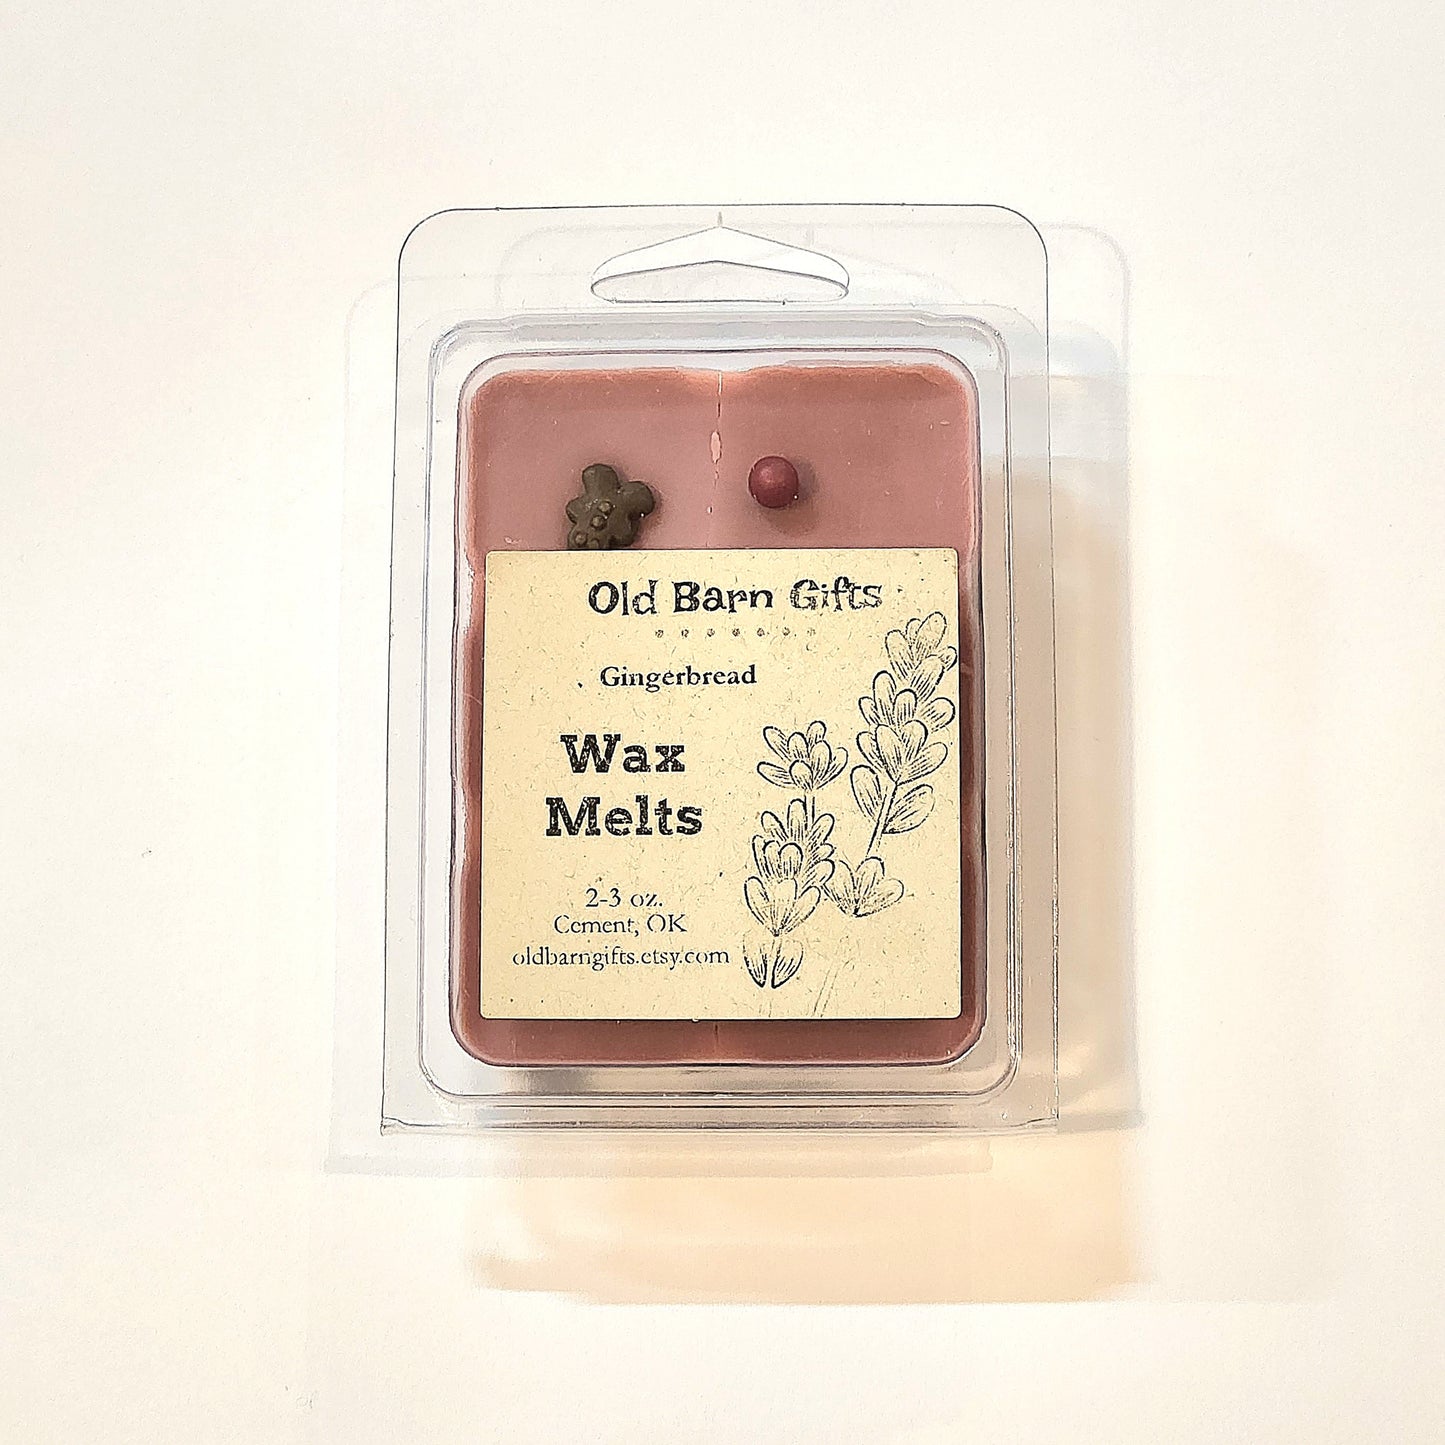 Old Barn Gifts
Gingerbread
Wax
Melts
2-3 oz.
Cement, OK
oldbarngifts.etsy.com